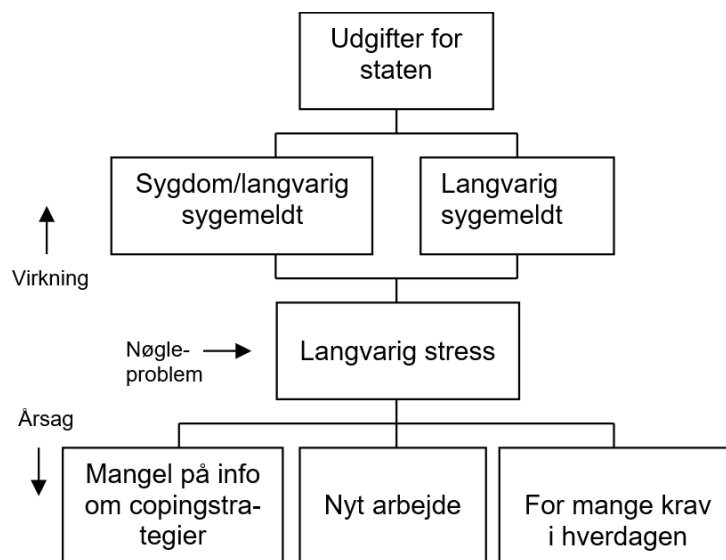 Udgifter for
staten
Sygdom/langvarig
sygemeldt
Langvarig
sygemeldt
Virkning
Nøgle-
problem
Langvarig stress
Årsag
Mangel på info
om copingstra-
tegier
Nyt arbejde
For mange krav
i hverdagen